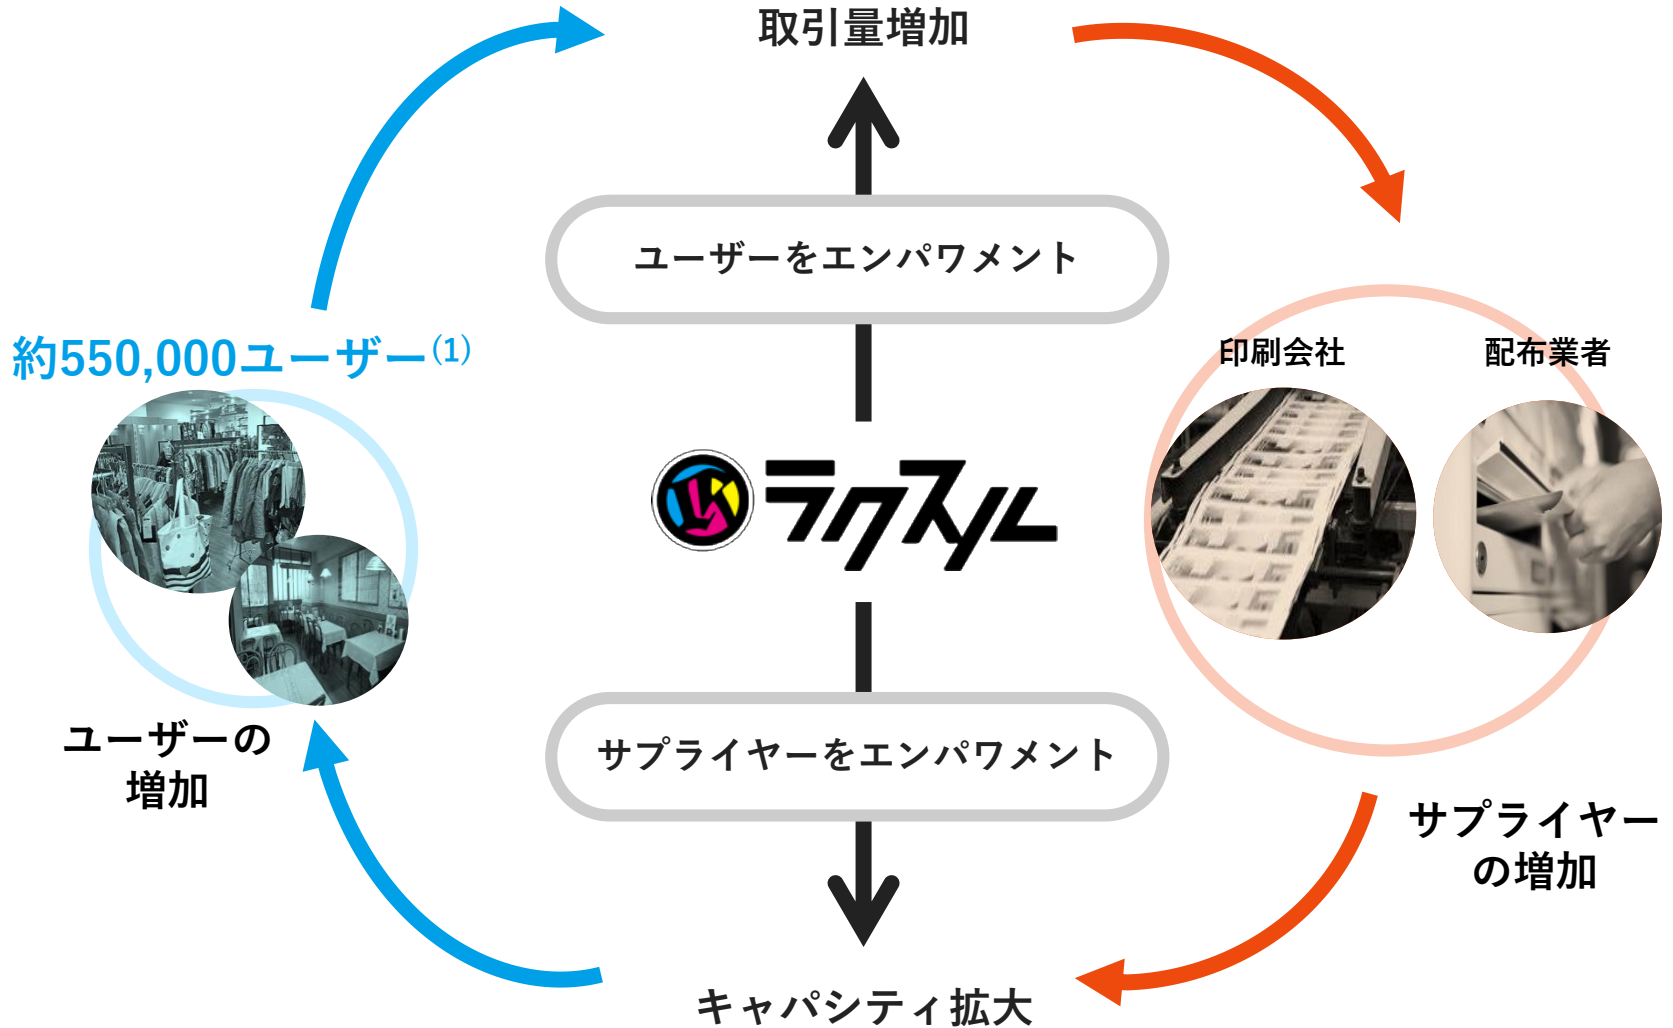 取引量増加
ユーザーをエンパワメント
約550,000ユーザー(1)
印刷会社
配布業者
ラクスル
ユーザーの
増加
サプライヤーをエンパワメント
サプライヤー
の増加
キャパシティ拡大